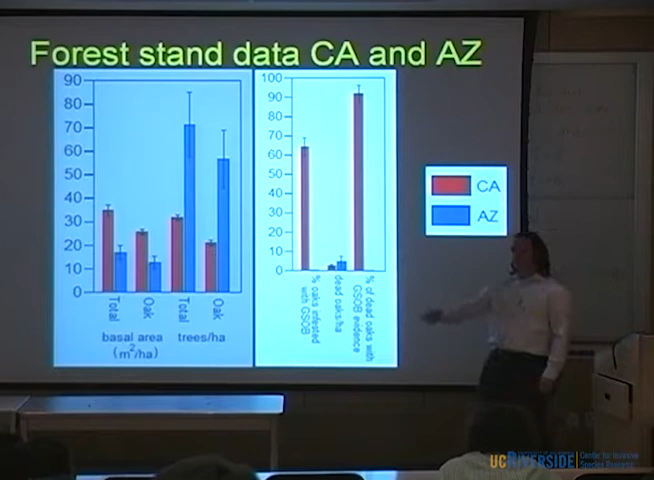 Forest stand data CA and AZ
90
80
70
60
50
40
30
20
10
0
Total
Oak
Total
Oak
basal area
(m²/ha)
trees/ha
100
90
80
70
60
50
40
30
20
10
0
% oaks infested
with GSOB
dead oaks/ha
% of dead oaks with
GSOB evidence
CA
AZ
UCRIVERSIDE
Center for Invasive
Species Research